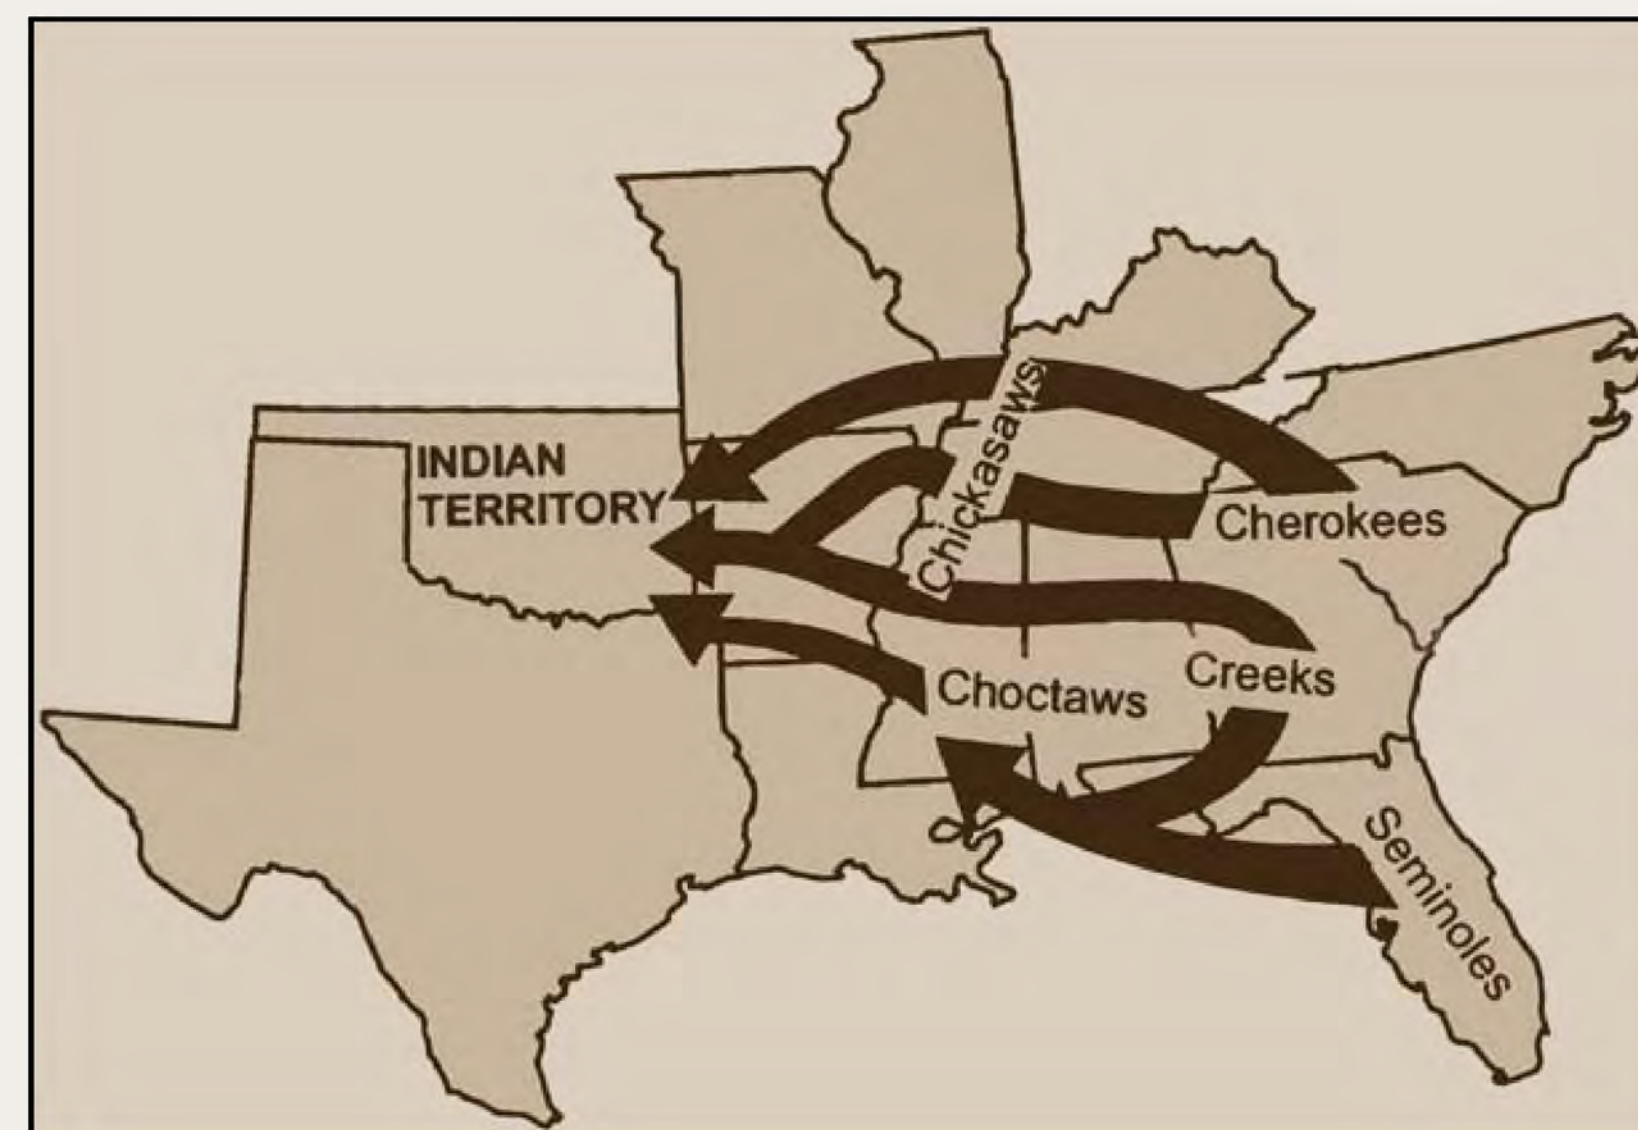 INDIAN
TERRITORY
Chickasaws
Cherokees
Choctaws
Creeks
Seminoles